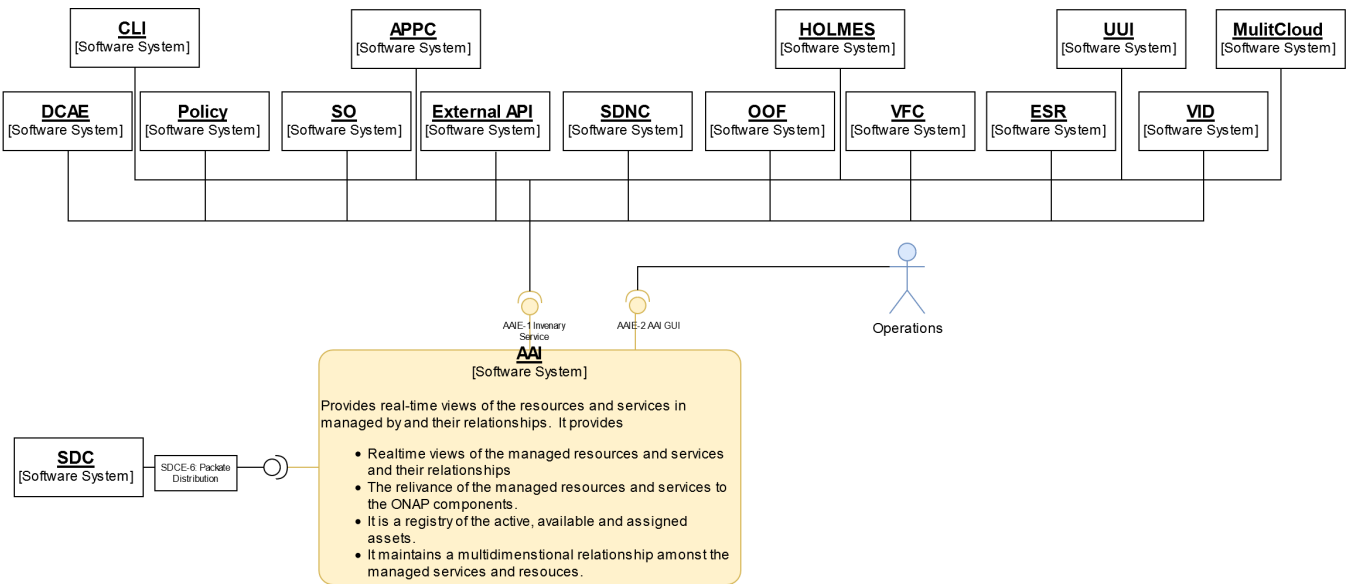 CLI
[Software System]
APPC
[Software System]
HOLMES
[Software System]
UUI
[Software System]
MulitCloud
[Software System]
DCAE
[Software System]
Policy
[Software System]
SO
[Software System]
External API
[Software System]
SDNC
[Software System]
OOF
[Software System]
VFC
[Software System]
ESR
[Software System]
VID
[Software System]
Operations
AAIE-1 Invenary
Service
AAIE-2 AAI GUI
AAI
[Software System]
Provides real-time views of the resources and services in
managed by and their relationships. It provides
• Realtime views of the managed resources and services
and their relationships
• The relivance of the managed resources and services to
the ONAP components.
• It is a registry of the active, available and assigned
assets.
• It maintains a multidimenstional relationship amonst the
managed services and resouces.
SDC
[Software System]
SDCE-6: Packate
Distribution